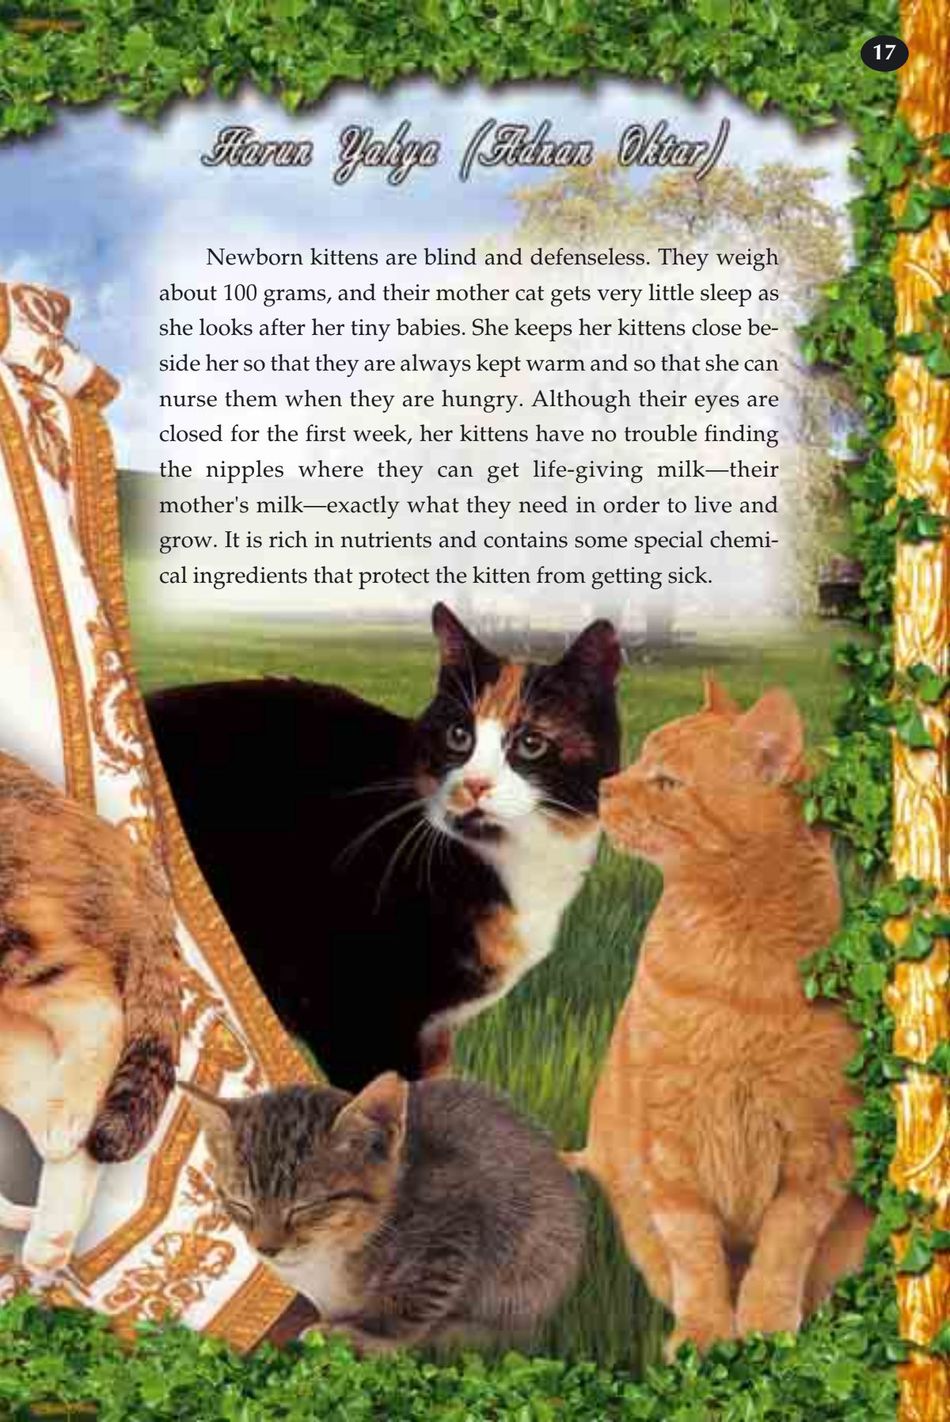 17
Harun Yahya (Adnan Oktar)
Newborn kittens are blind and defenseless. They weigh
about 100 grams, and their mother cat gets very little sleep as
she looks after her tiny babies. She keeps her kittens close be-
side her so that they are always kept warm and so that she can
nurse them when they are hungry. Although their eyes are
closed for the first week, her kittens have no trouble finding
the nipples where they can get life-giving milk—their
mother's milk—exactly what they need in order to live and
grow. It is rich in nutrients and contains some special chemi-
cal ingredients that protect the kitten from getting sick.